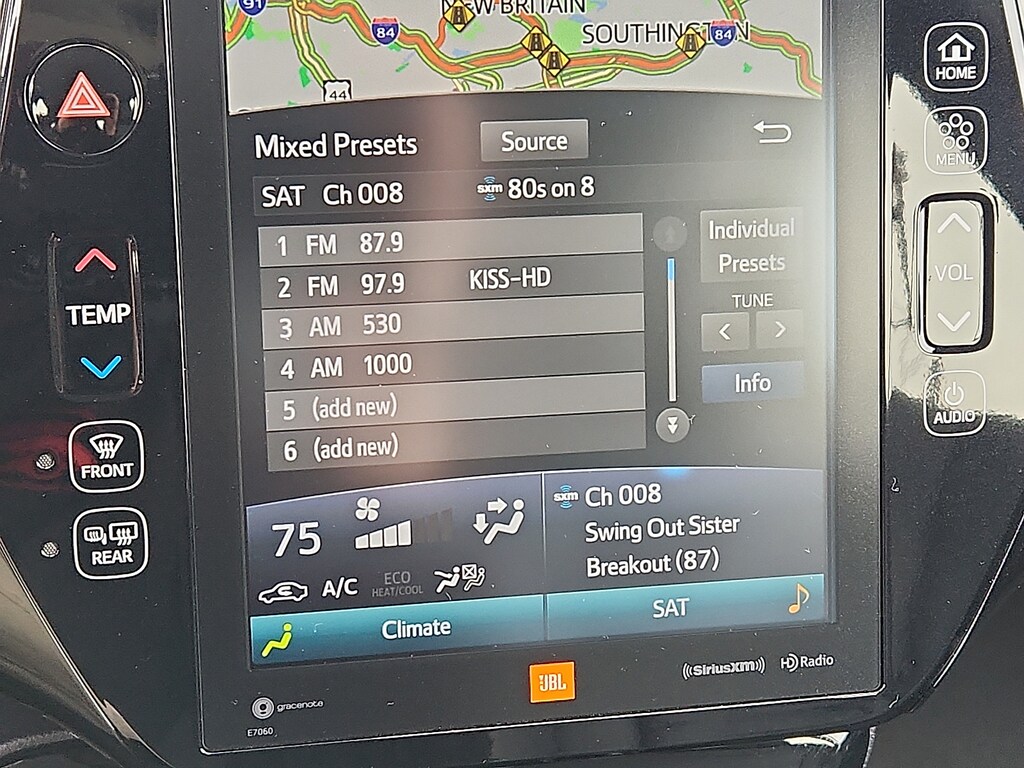 91
NEW BRITAIN
84
SOUTHINGTON
84
44
Mixed Presets
Source
SAT Ch 008
sxm 80s on 8
1 FM 87.9
2 FM 97.9 KISS-HD
3 AM 530
4 AM 1000
5 (add new)
6 (add new)
Individual
Presets
TUNE
<
>
Info
75
A/C
ECO
HEAT/COOL
Climate
sxm Ch 008
Swing Out Sister
Breakout (87)
SAT
gracenote
E7060
JBL
((SiriusXM))
HD Radio
TEMP
FRONT
REAR
HOME
MENU
VOL
AUDIO